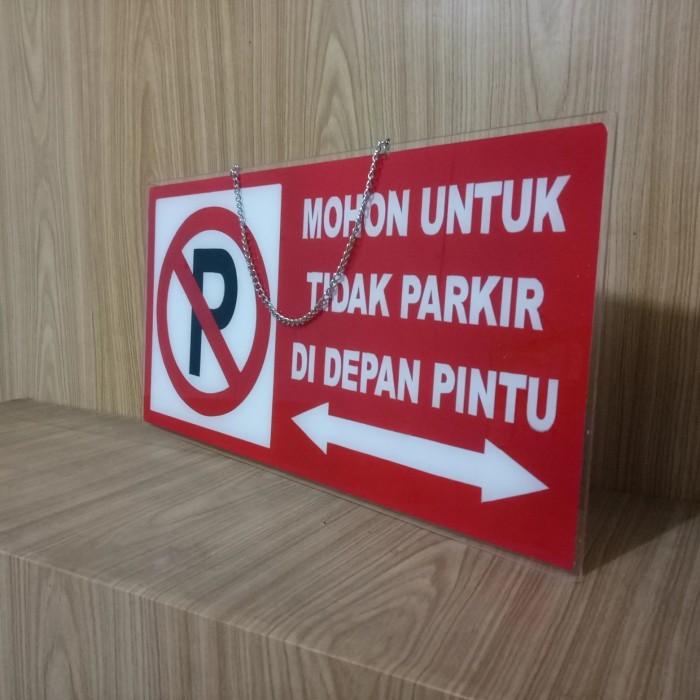 P
MOHON UNTUK
TIDAK PARKIR
DI DEPAN PINTU